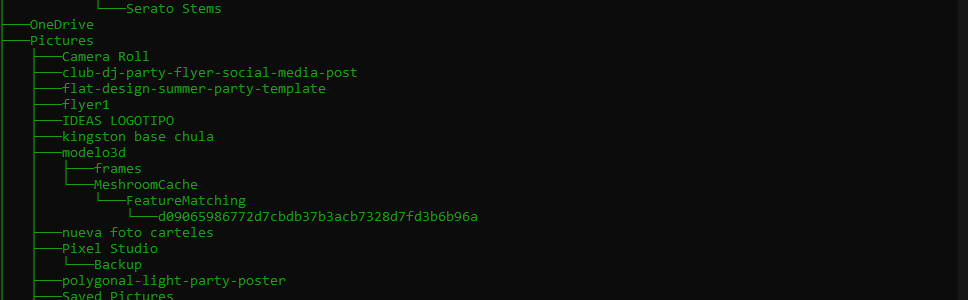 Serato Stems
OneDrive
Pictures
Camera Roll
club-dj-party-flyer-social-media-post
flat-design-summer-party-template
flyer1
IDEAS LOGOTIPO
kingston base chula
modelo3d
frames
MeshroomCache
FeatureMatching
d09065986772d7cbdb37b3acb7328d7fd3b6b96a
nueva foto carteles
Pixel Studio
Backup
polygonal-light-party-poster
Saved Pictures